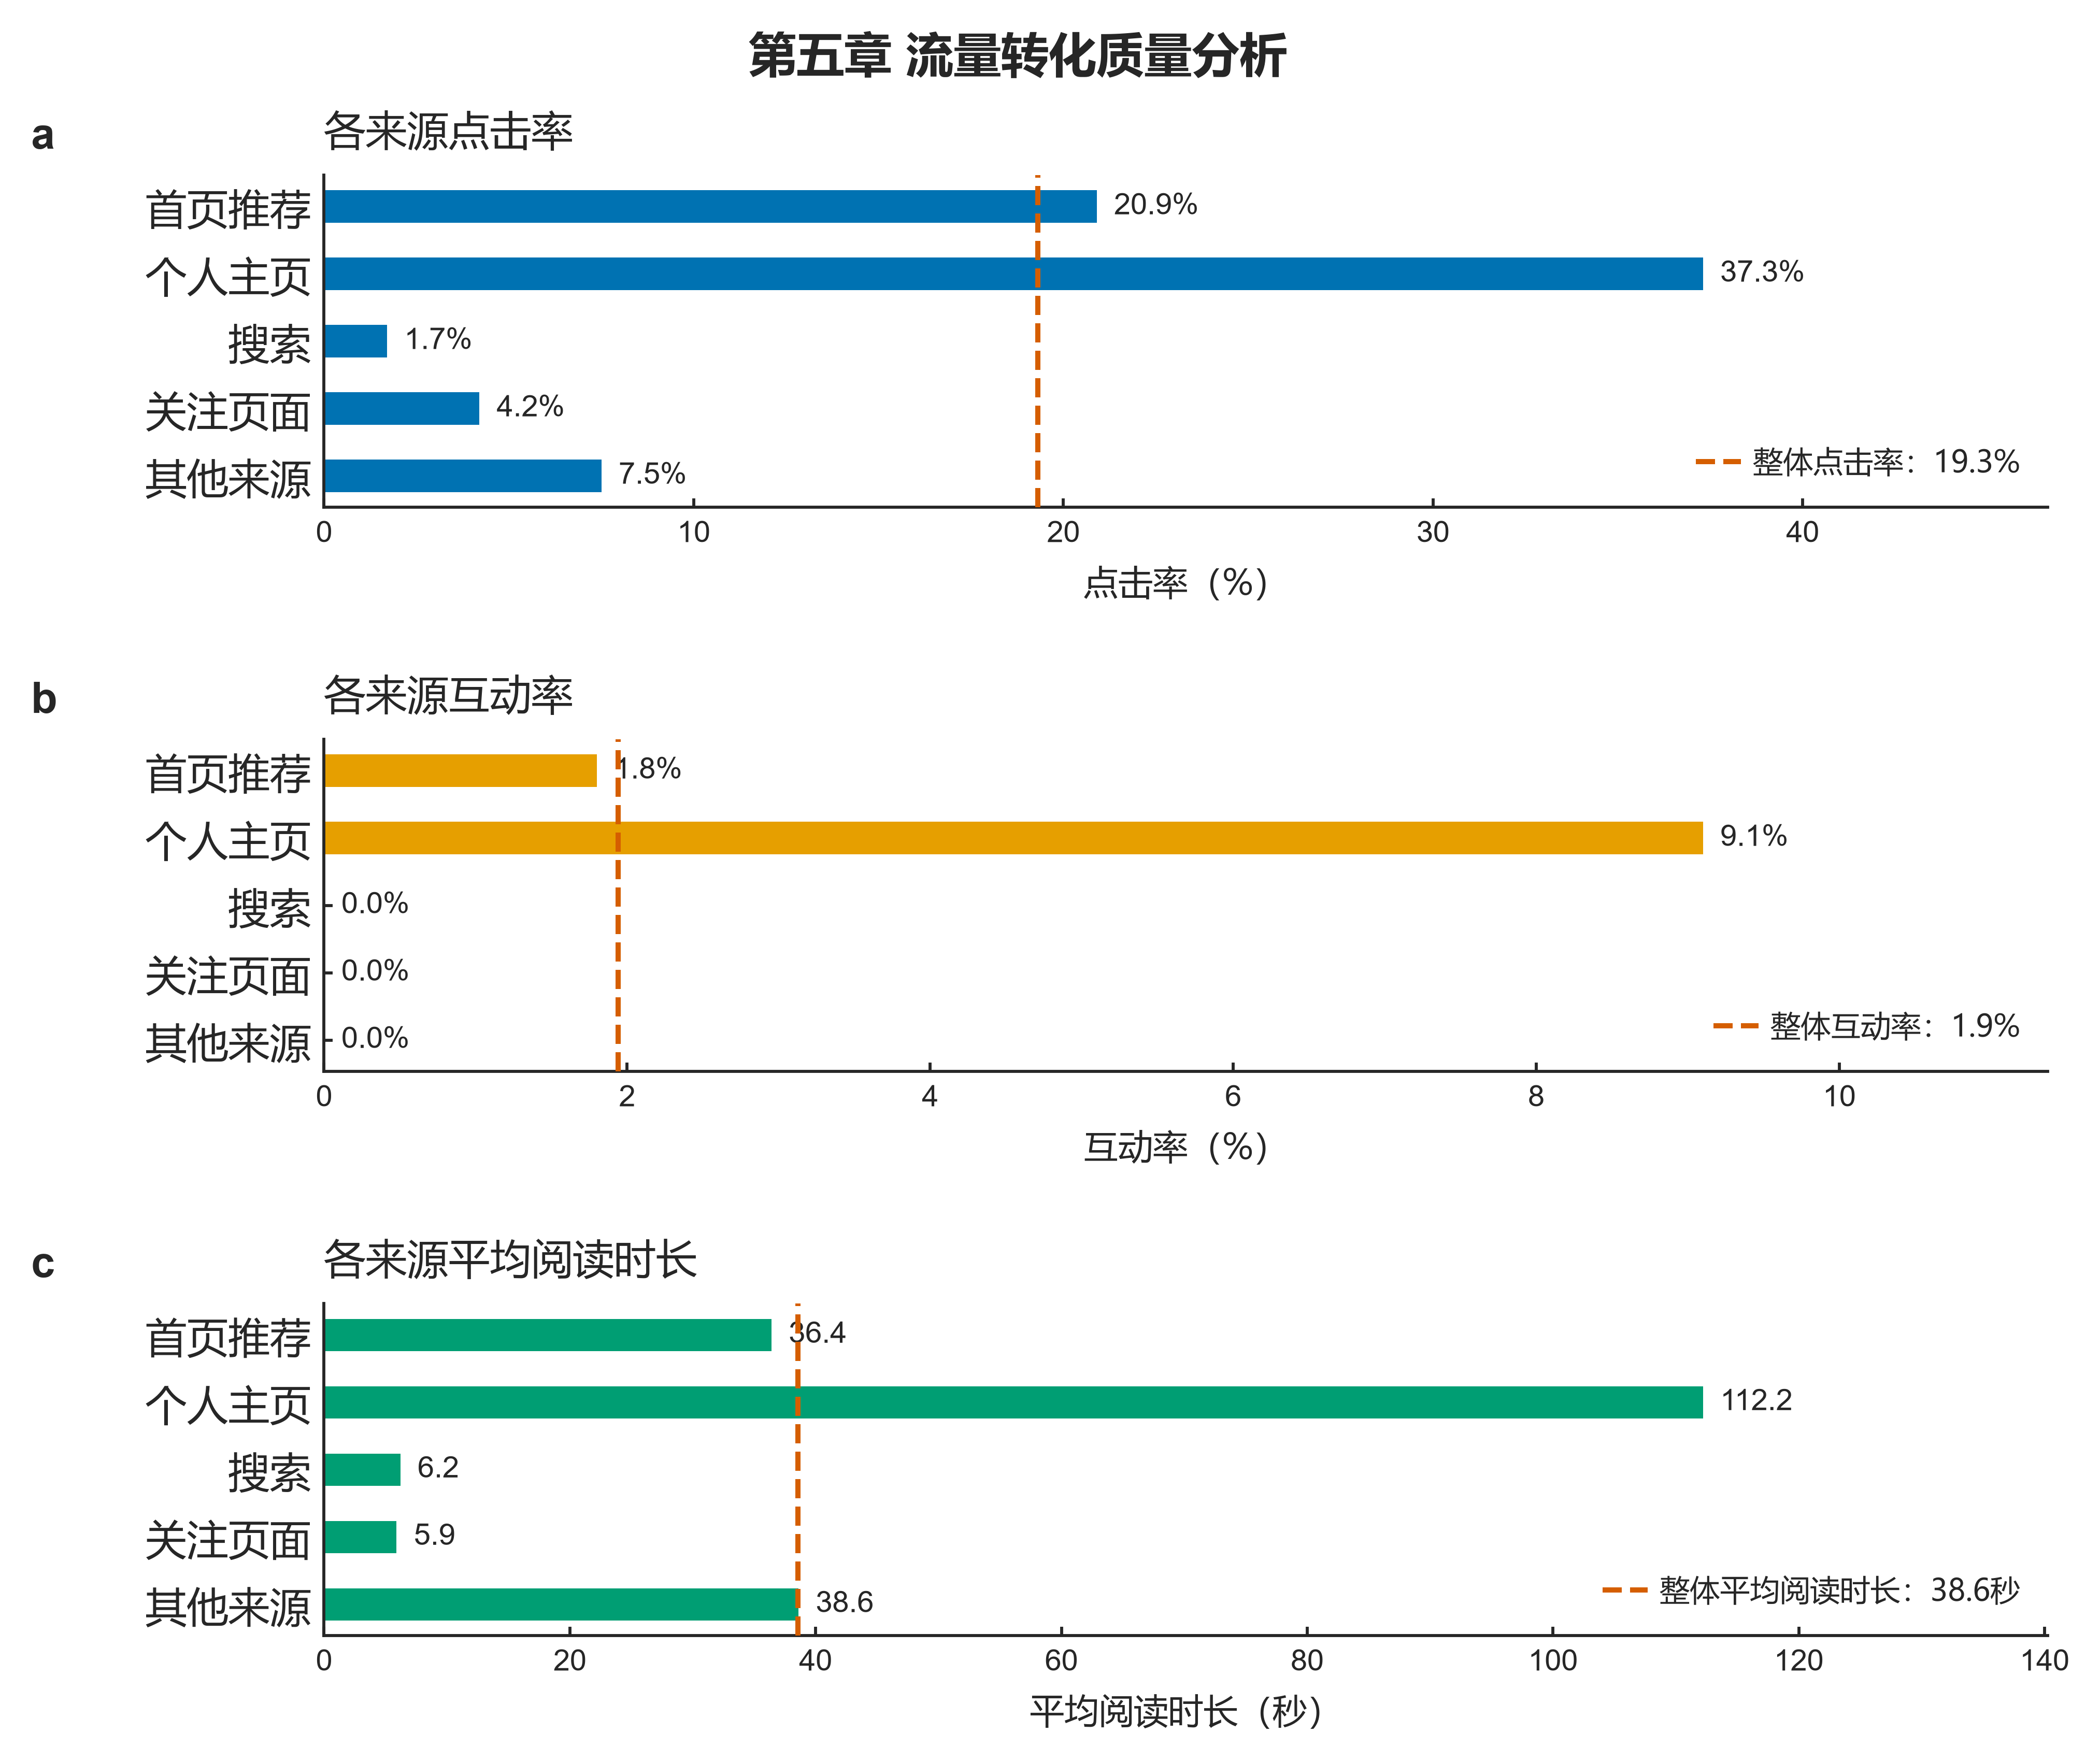 第五章 流量转化质量分析
a
各来源点击率
首页推荐
20.9%
个人主页
37.3%
搜索
1.7%
关注页面
4.2%
其他来源
7.5%
整体点击率：19.3%
0 10 20 30 40
点击率（%）
b
各来源互动率
首页推荐
1.8%
个人主页
9.1%
搜索
0.0%
关注页面
0.0%
其他来源
0.0%
整体互动率：1.9%
0 2 4 6 8 10
互动率（%）
c
各来源平均阅读时长
首页推荐
36.4
个人主页
112.2
搜索
6.2
关注页面
5.9
其他来源
38.6
整体平均阅读时长：38.6秒
0 20 40 60 80 100 120 140
平均阅读时长（秒）